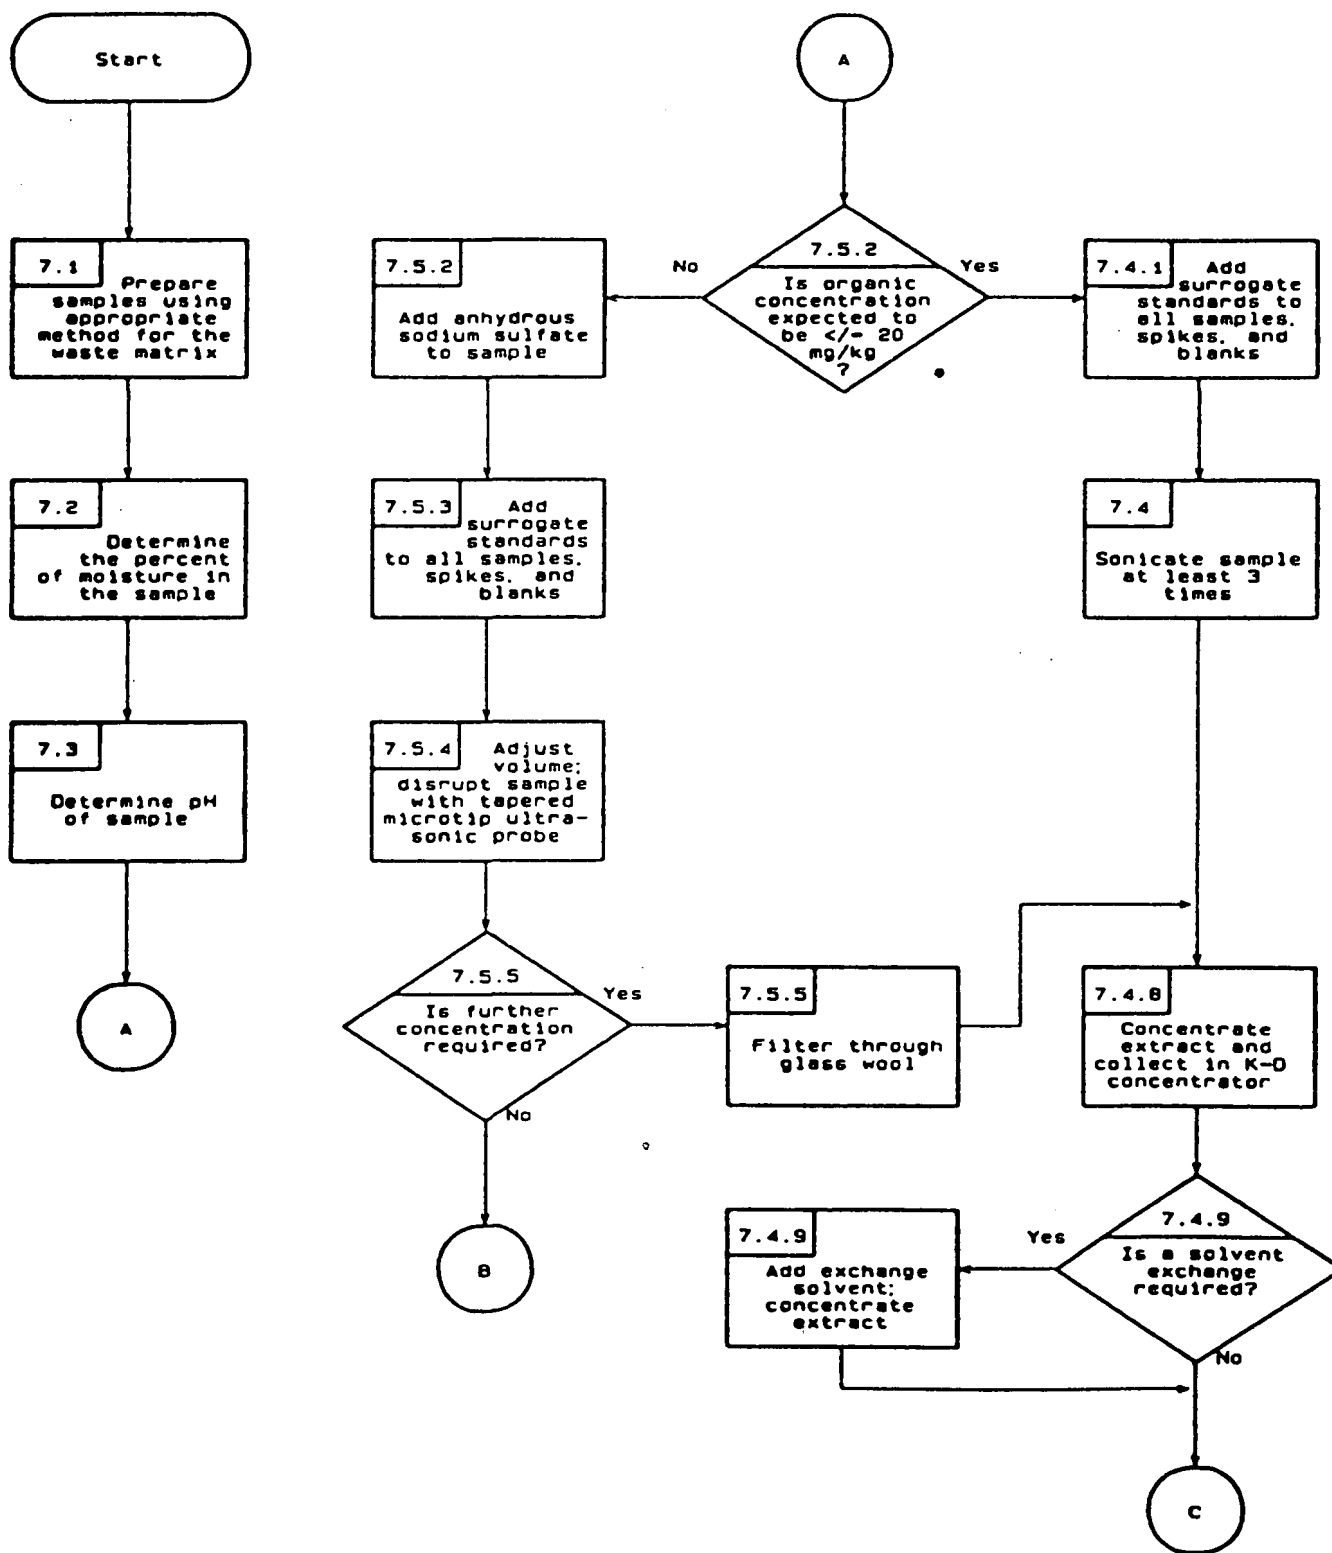 Start
7.1
Prepare
samples using
appropriate
method for the
waste matrix
7.2
Determine
the percent
of moisture in
the sample
7.3
Determine pH
of sample
A
A
7.5.2
Is organic
concentration
expected to
be </- 20
mg/kg
?
No
Yes
7.5.2
Add anhydrous
sodium sulfate
to sample
7.5.3
Add
surrogate
standards
to all samples,
spikes, and
blanks
7.5.4
Adjust
volume;
disrupt sample
with tapered
microtip ultra-
sonic probe
7.5.5
Is further
concentration
required?
Yes
No
B
7.5.5
Filter through
glass wool
7.4.1
Add
surrogate
standards to
all samples,
spikes, and
blanks
7.4
Sonicate sample
at least 3
times
7.4.8
Concentrate
extract and
collect in K-D
concentrator
7.4.9
Is a solvent
exchange
required?
Yes
No
7.4.9
Add exchange
solvent;
concentrate
extract
C